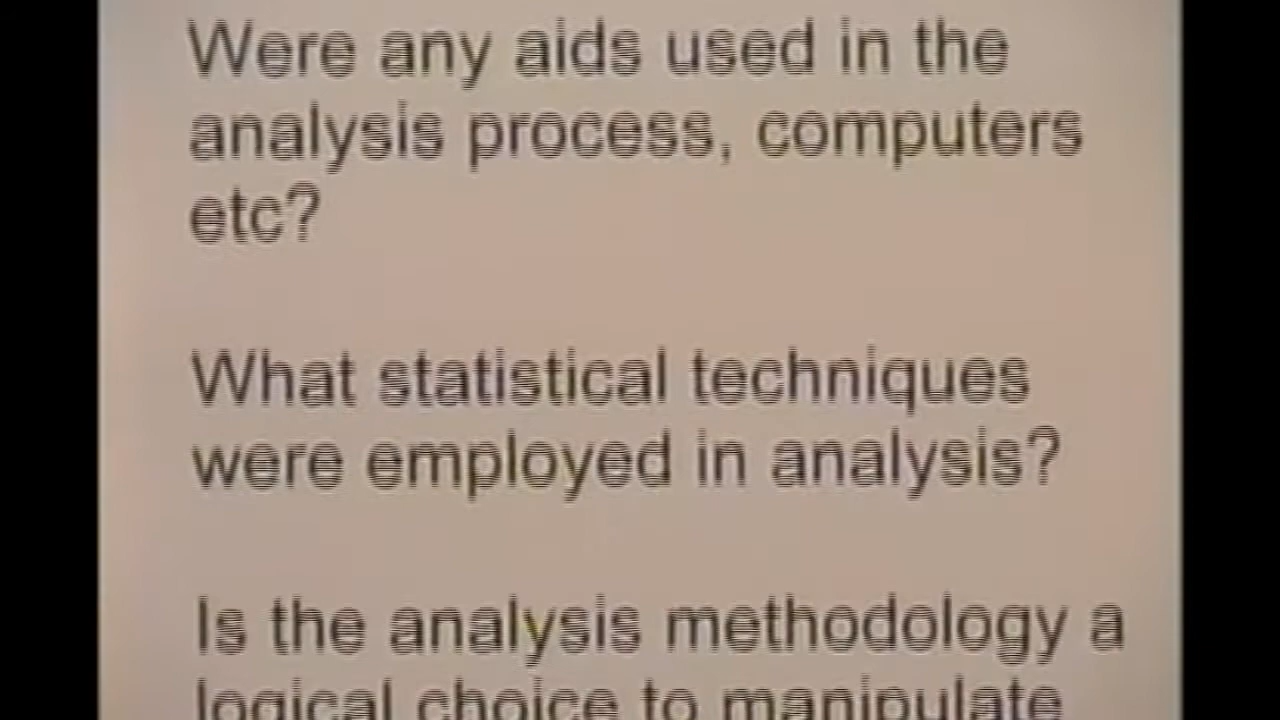 Were any aids used in the
analysis process, computers
etc?
What statistical techniques
were employed in analysis?
Is the analysis methodology a
logical choice to manipulate